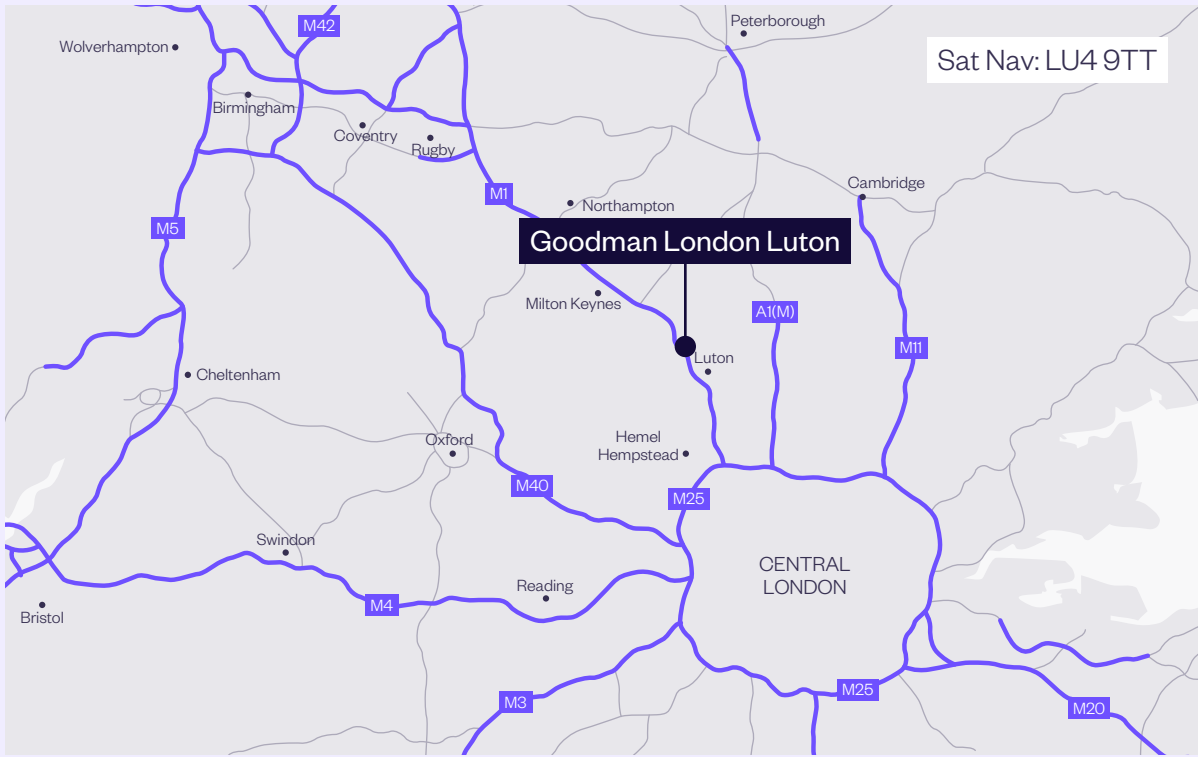 M42
Peterborough
Wolverhampton
Sat Nav: LU4 9TT
Birmingham
Coventry
Rugby
Cambridge
M1
Northampton
M5
Goodman London Luton
Milton Keynes
A1(M)
M11
Luton
Cheltenham
Oxford
Hemel
Hempstead
M40
M25
Swindon
CENTRAL
LONDON
Reading
M4
Bristol
M25
M3
M20